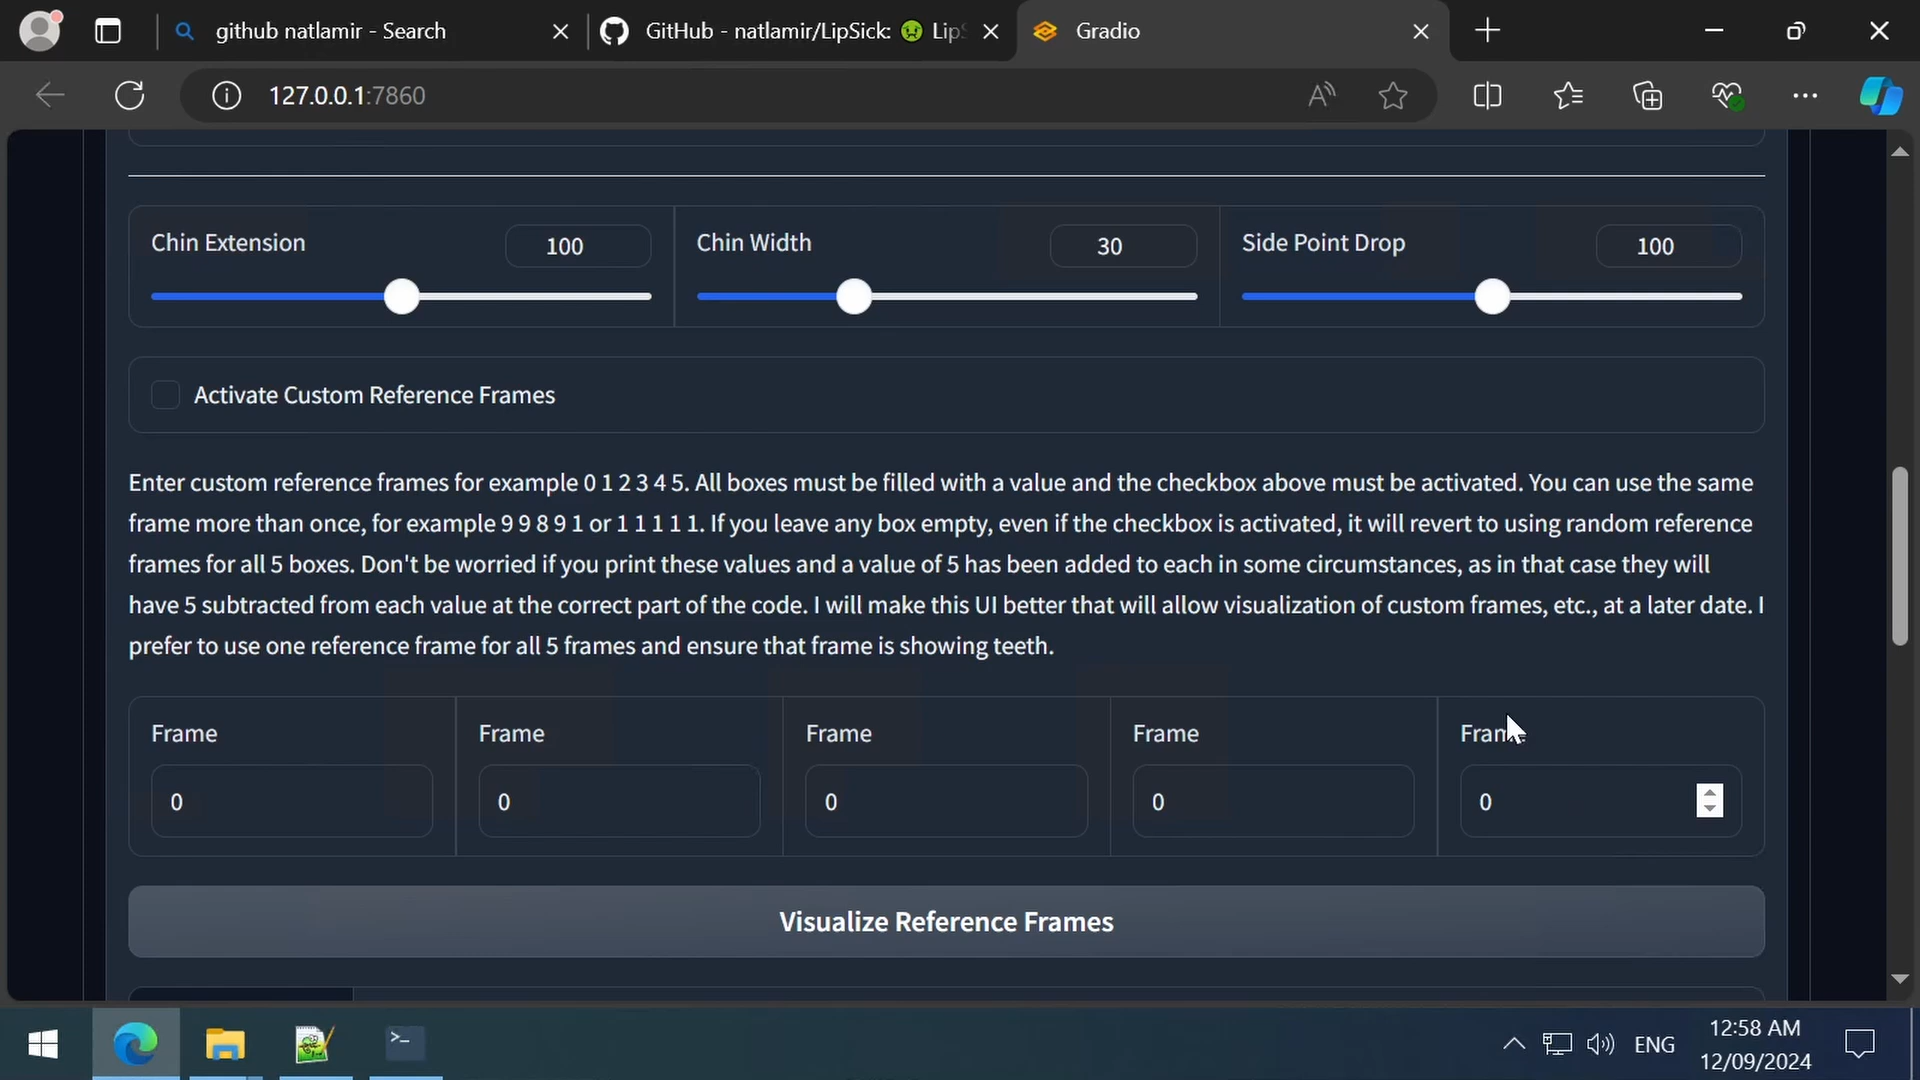 github natlamir - Search
GitHub - natlamir/LipSick: 🤢 Lip
Gradio
127.0.0.1:7860
Chin Extension 100
Chin Width 30
Side Point Drop 100
Activate Custom Reference Frames
Enter custom reference frames for example 0 1 2 3 4 5. All boxes must be filled with a value and the checkbox above must be activated. You can use the same
frame more than once, for example 9 9 8 9 1 or 1 1 1 1 1. If you leave any box empty, even if the checkbox is activated, it will revert to using random reference
frames for all 5 boxes. Don't be worried if you print these values and a value of 5 has been added to each in some circumstances, as in that case they will
have 5 subtracted from each value at the correct part of the code. I will make this UI better that will allow visualization of custom frames, etc., at a later date. I
prefer to use one reference frame for all 5 frames and ensure that frame is showing teeth.
Frame Frame Frame Frame Frame
0 0 0 0 0
Visualize Reference Frames
ENG
12:58 AM
12/09/2024